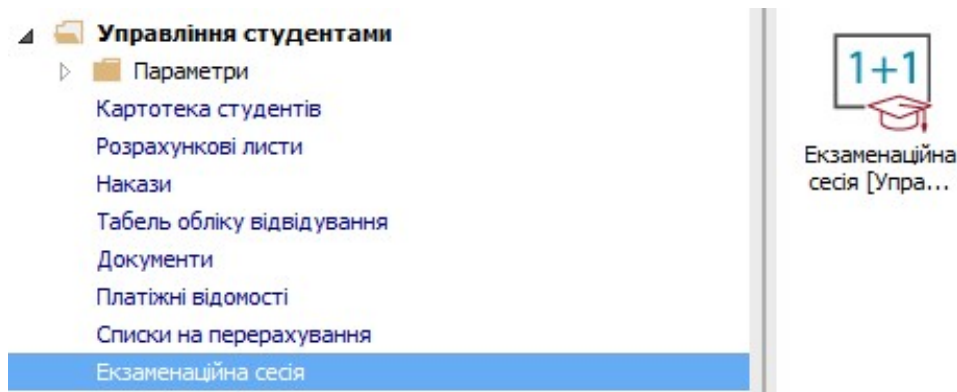 Управління студентами
Параметри
Картотека студентів
Розрахункові листи
Накази
Табель обліку відвідування
Документи
Платіжні відомості
Списки на перерахування
Екзаменаційна сесія
1+1
Екзаменаційна
сесія [Упра...